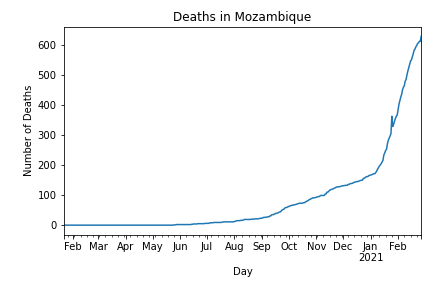 Deaths in Mozambique
Number of Deaths
600
500
400
300
200
100
0
Feb Mar Apr May Jun Jul Aug Sep Oct Nov Dec Jan Feb
2021
Day